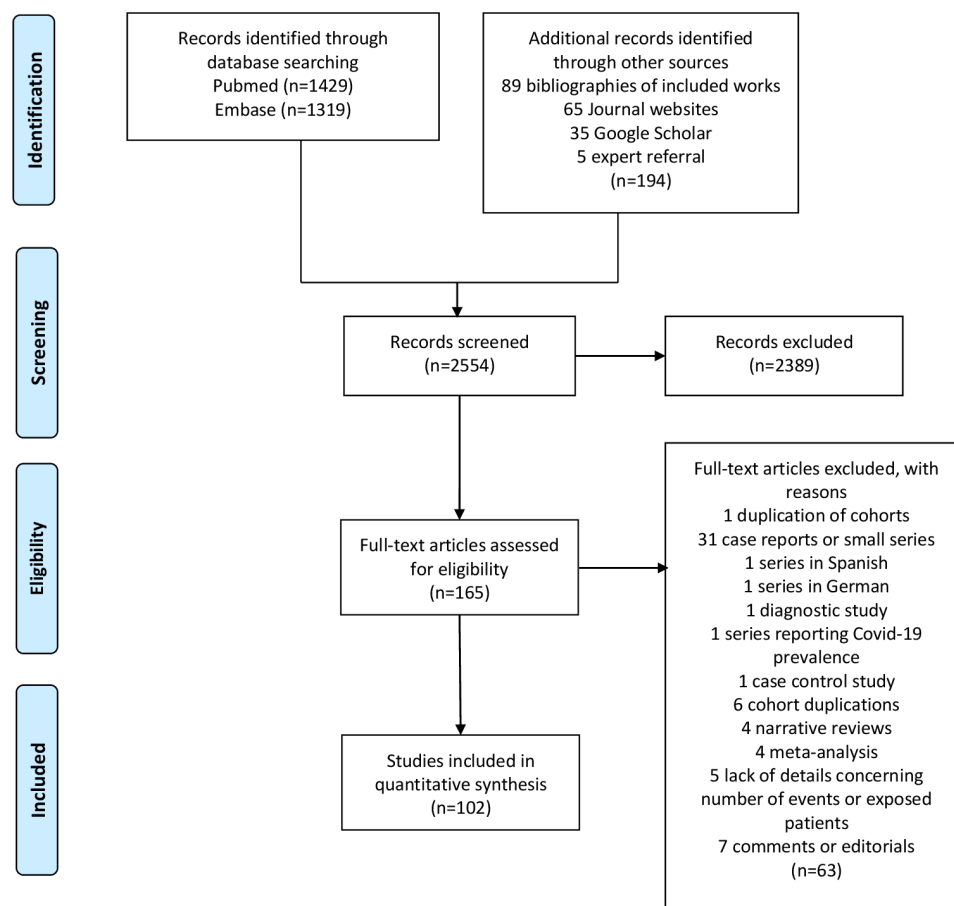 Identification
Records identified through
database searching
Pubmed (n=1429)
Embase (n=1319)
Additional records identified
through other sources
89 bibliographies of included works
65 Journal websites
35 Google Scholar
5 expert referral
(n=194)
Screening
Records screened
(n=2554)
Records excluded
(n=2389)
Eligibility
Full-text articles assessed
for eligibility
(n=165)
Full-text articles excluded, with
reasons
1 duplication of cohorts
31 case reports or small series
1 series in Spanish
1 series in German
1 diagnostic study
1 series reporting Covid-19
prevalence
1 case control study
6 cohort duplications
4 narrative reviews
4 meta-analysis
5 lack of details concerning
number of events or exposed
patients
7 comments or editorials
(n=63)
Included
Studies included in
quantitative synthesis
(n=102)